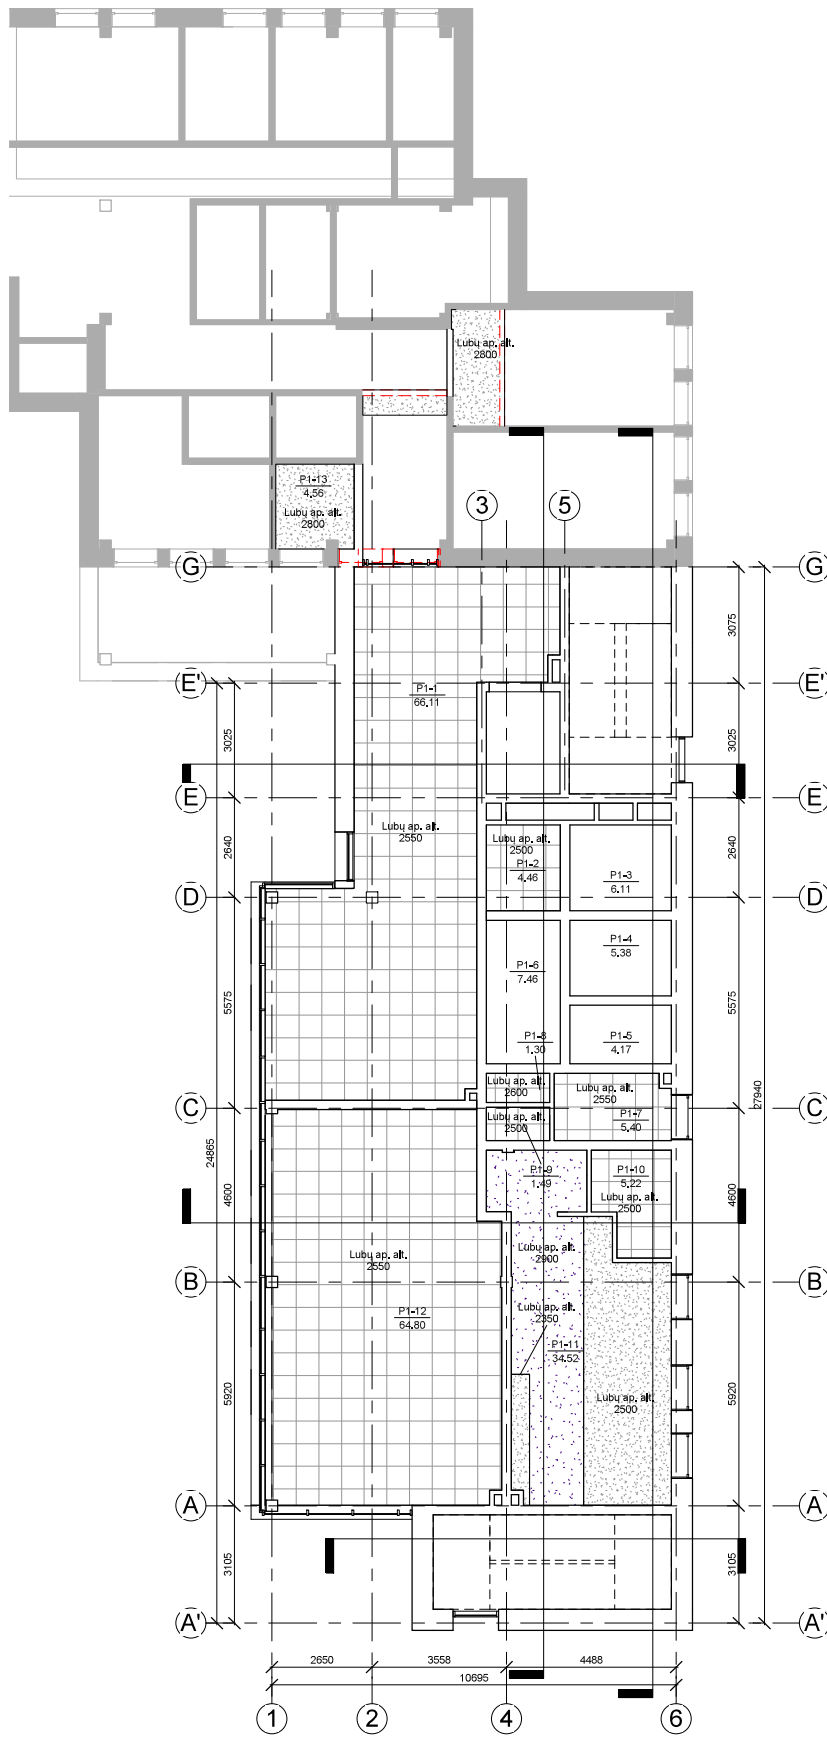 Lubų ap. alt.
2800
P1-13
4.56
Lubų ap. alt.
2800
3
5
G
G
3075
E'
P1-1
66.11
E'
3025
3025
E
E
Lubų ap. alt.
2550
Lubų ap. alt.
2500
P1-2
4.46
2640
2640
P1-3
6.11
D
D
P1-4
5.38
P1-6
7.46
5575
5575
P1-8
1.30
P1-5
4.17
Lubų ap. alt.
2600
Lubų ap. alt.
2550
27940
C
C
Lubų ap. alt.
2500
P1-7
5.40
24865
P1-9
1.49
P1-10
5.22
Lubų ap. alt.
2500
4600
4600
Lubų ap. alt.
2550
Lubų ap. alt.
2900
B
B
P1-12
64.80
Lubų ap. alt.
2350
P1-11
34.52
5920
5920
Lubų ap. alt.
2500
A
A
3105
3105
A'
A'
2650
3558
4488
10695
1
2
4
6